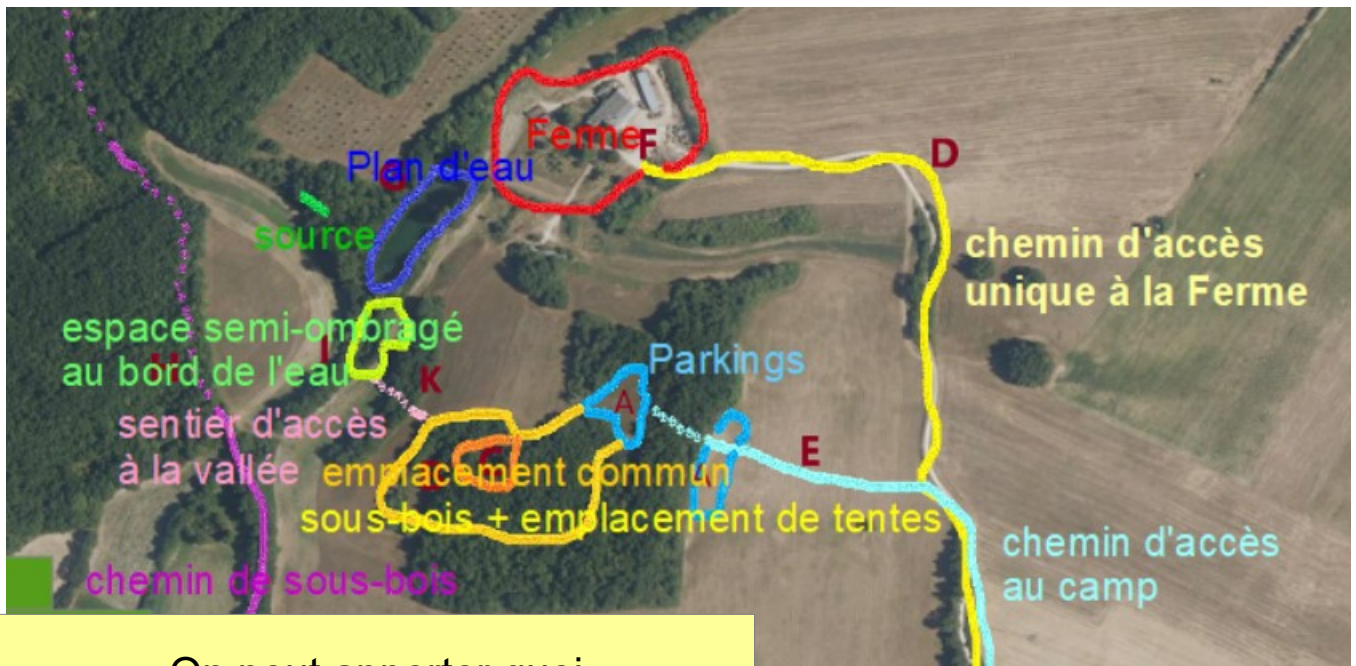 Ferme
F
D
Plan d'eau
source
chemin d'accès
unique à la Ferme
espace semi-ombragé
au bord de l'eau
I
K
Parkings
A
sentier d'accès
à la vallée
E
emplacement commun
sous-bois + emplacement de tentes
chemin d'accès
au camp
chemin de sous-bois
On peut apporter quoi